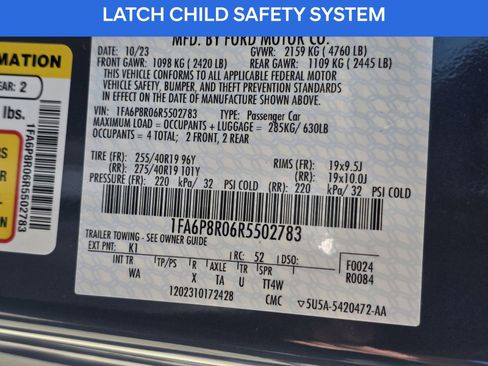 LATCH CHILD SAFETY SYSTEM
MFD. BY FORD MOTOR CO.
10/23 GVWR: 2159 KG ( 4760 LB)
FRONT GAWR: 1098 KG ( 2420 LB) REAR GAWR: 1109 KG ( 2445 LB)
THIS VEHICLE CONFORMS TO ALL APPLICABLE FEDERAL MOTOR
VEHICLE SAFETY, BUMPER, AND THEFT PREVENTION STANDARDS
IN EFFECT ON THE DATE OF MANUFACTURE SHOWN ABOVE.
VIN: 1FA6P8R06R5502783 TYPE: Passenger Car
MAXIMUM LOAD = OCCUPANTS + LUGGAGE = 285KG/ 630LB
OCCUPANTS = 4 TOTAL; 2 FRONT, 2 REAR
TIRE (FR): 255/40R19 96Y RIMS (FR): 19x9.5J
(RR): 275/40R19 101Y (RR): 19x10.0J
PRESSURE (FR): 220 kPa/ 32 PSI COLD (RR): 220 kPa/ 32 PSI COLD
1FA6P8R06R5502783
TRAILER TOWING - SEE OWNER GUIDE
EXT PNT: K1 RC: 52 DSO: F0024
INT TR TP/PS R AXLE TR SPR R0084
WA X TA U TT4W
1202310172428 CMC ▽5U5A-5420472-AA
ORMATION
EAR: 2
lbs.
1FA6P8R06R5502783
RS